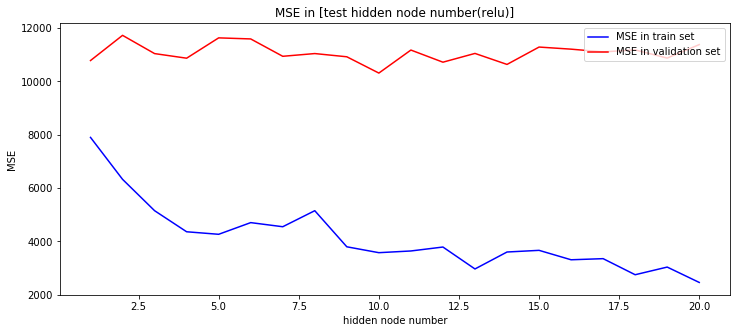 MSE in [test hidden node number(relu)]
12000
10000
8000
6000
4000
2000
MSE
MSE in train set
MSE in validation set
2.5 5.0 7.5 10.0 12.5 15.0 17.5 20.0
hidden node number